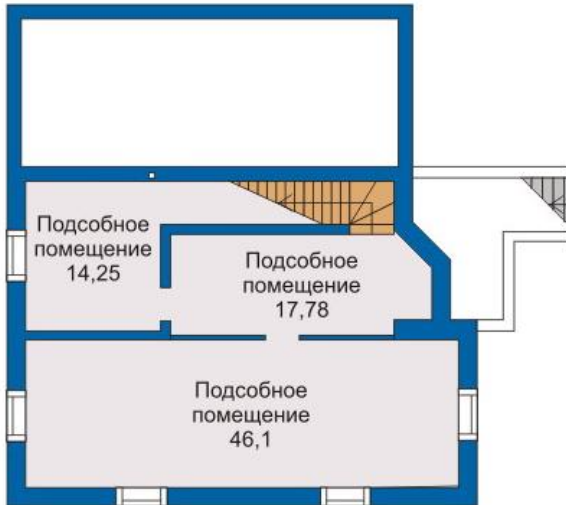 Подсобное
помещение
14,25
Подсобное
помещение
17,78
Подсобное
помещение
46,1